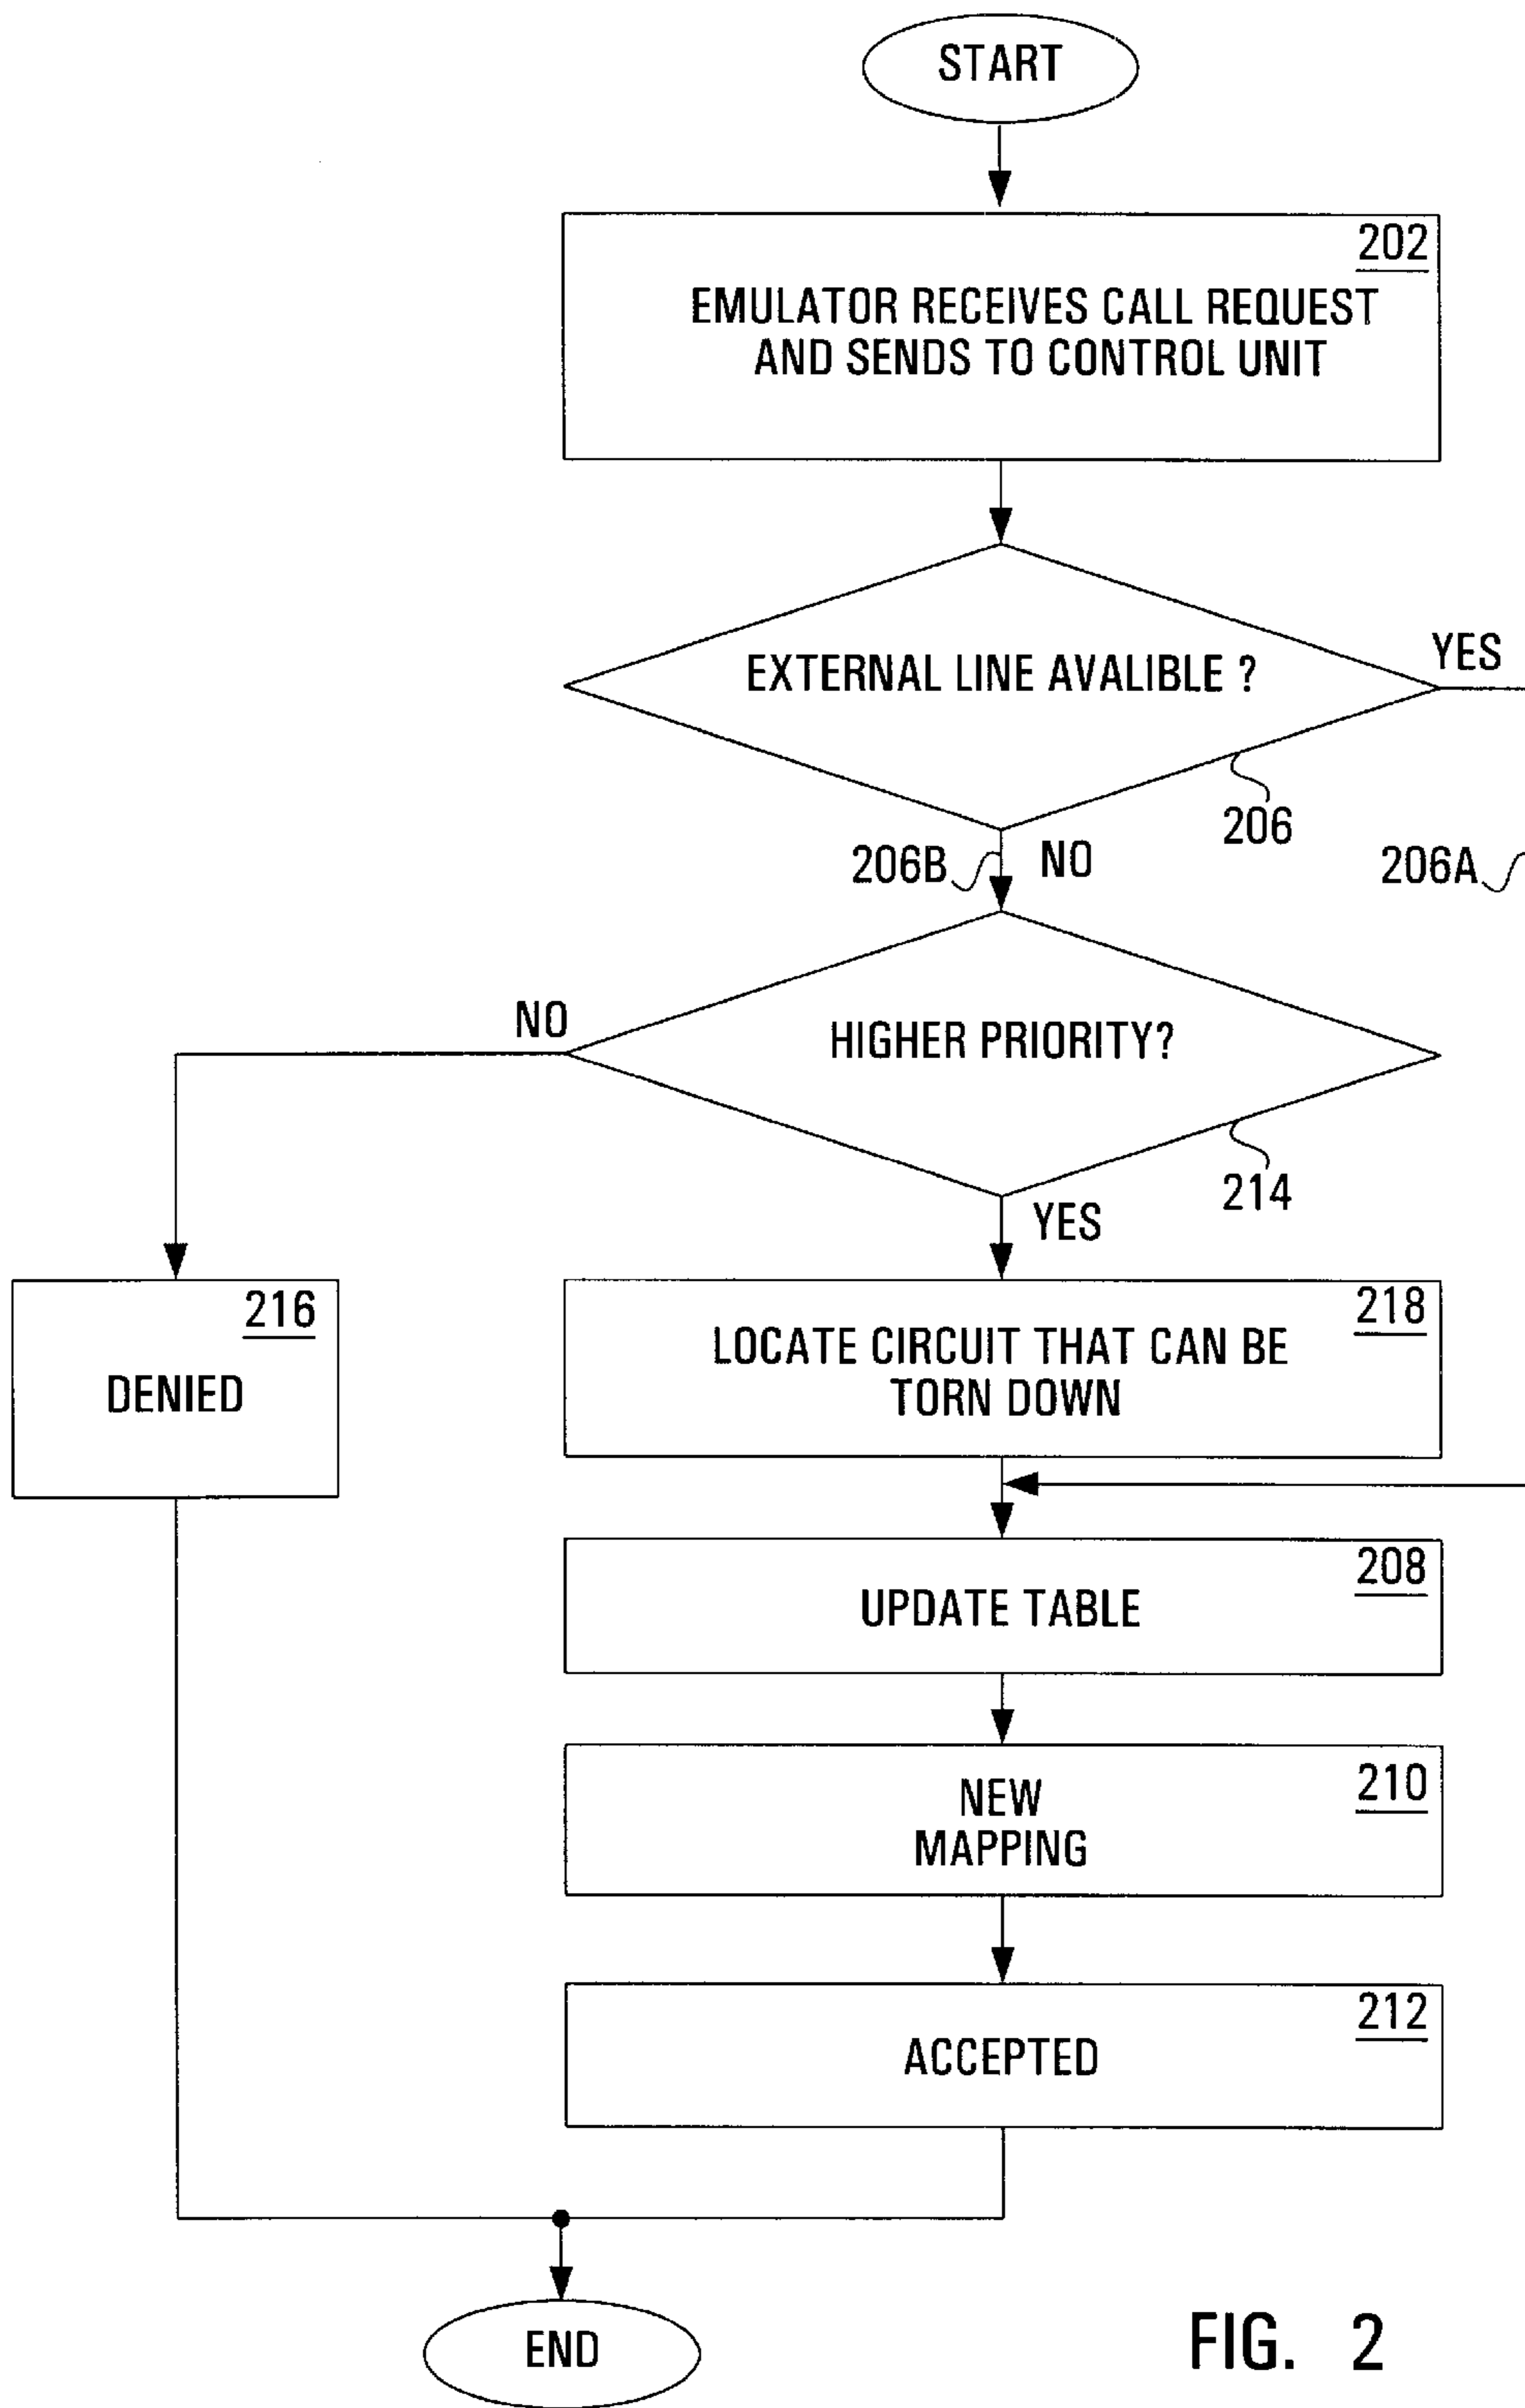 START
202
EMULATOR RECEIVES CALL REQUEST
AND SENDS TO CONTROL UNIT
EXTERNAL LINE AVALIBLE ?
YES
206
206B
NO
206A
HIGHER PRIORITY?
NO
214
YES
216
DENIED
218
LOCATE CIRCUIT THAT CAN BE
TORN DOWN
208
UPDATE TABLE
210
NEW
MAPPING
212
ACCEPTED
END
FIG. 2